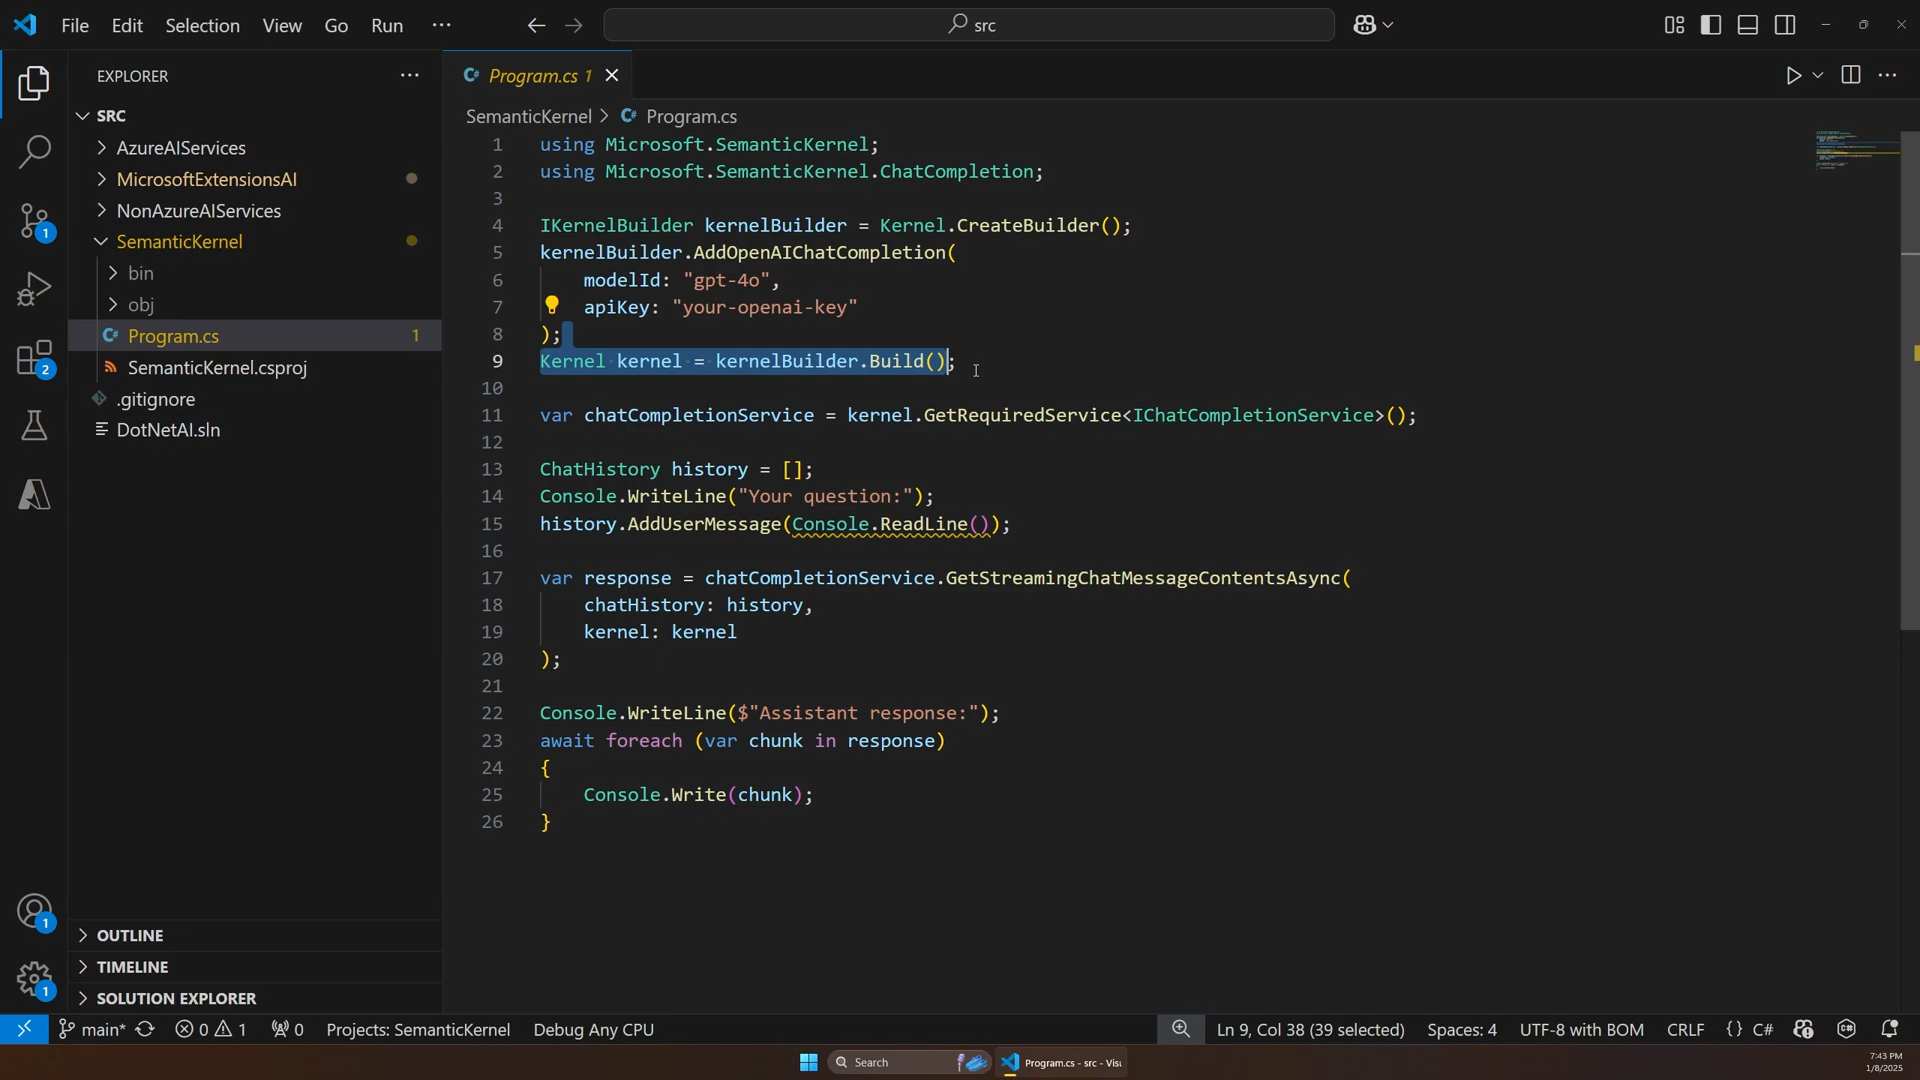 File Edit Selection View Go Run ···
src
EXPLORER ···
SRC
AzureAIServices
MicrosoftExtensionsAI
NonAzureAIServices
SemanticKernel
bin
obj
C# Program.cs 1
SemanticKernel.csproj
.gitignore
DotNetAI.sln
OUTLINE
TIMELINE
SOLUTION EXPLORER
1
2
1
1
C# Program.cs 1
SemanticKernel > C# Program.cs
1 using Microsoft.SemanticKernel;
2 using Microsoft.SemanticKernel.ChatCompletion;
3
4 IKernelBuilder kernelBuilder = Kernel.CreateBuilder();
5 kernelBuilder.AddOpenAIChatCompletion(
6     modelId: "gpt-4o",
7     apiKey: "your-openai-key"
8 );
9 Kernel kernel = kernelBuilder.Build();
10
11 var chatCompletionService = kernel.GetRequiredService<IChatCompletionService>();
12
13 ChatHistory history = [];
14 Console.WriteLine("Your question:");
15 history.AddUserMessage(Console.ReadLine());
16
17 var response = chatCompletionService.GetStreamingChatMessageContentsAsync(
18     chatHistory: history,
19     kernel: kernel
20 );
21
22 Console.WriteLine($"Assistant response:");
23 await foreach (var chunk in response)
24 {
25     Console.Write(chunk);
26 }
main* 0 1 0 Projects: SemanticKernel Debug Any CPU Ln 9, Col 38 (39 selected) Spaces: 4 UTF-8 with BOM CRLF {} C#
Search
Program.cs - src - Visu
7:43 PM
1/8/2025